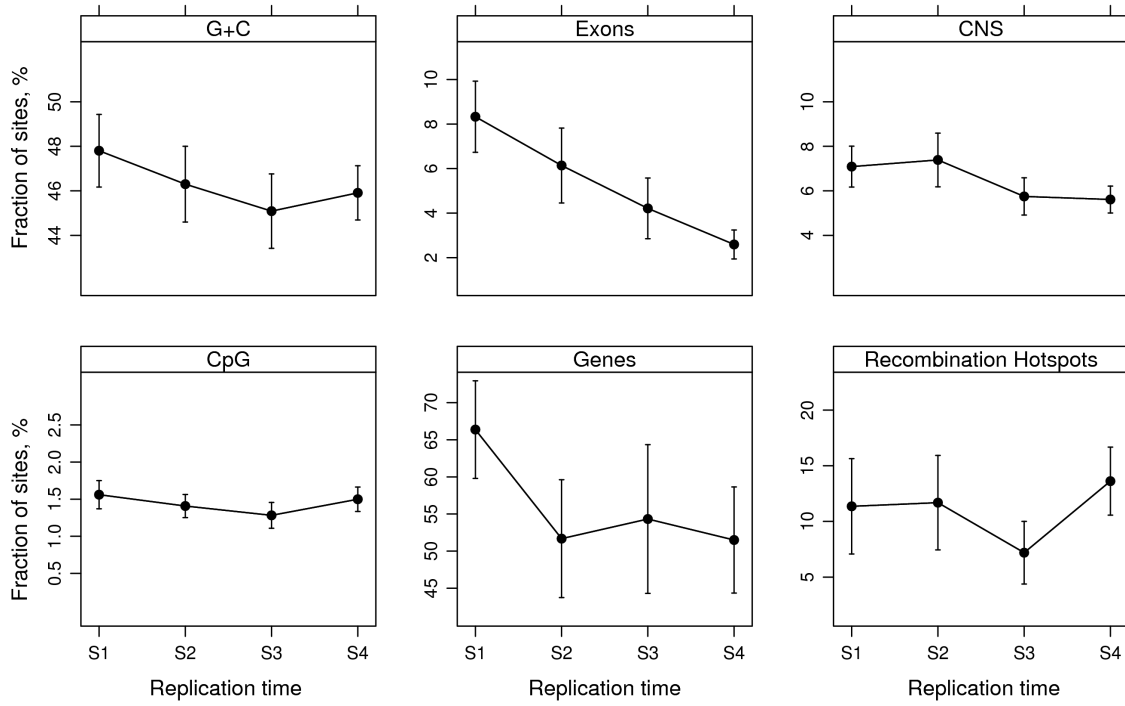 G+C
Exons
CNS
Fraction of sites, %
50
48
46
44
10
8
6
4
2
10
8
6
4
CpG
Genes
Recombination Hotspots
Fraction of sites, %
2.5
2.0
1.5
1.0
0.5
70
65
60
55
50
45
20
15
10
5
S1 S2 S3 S4
S1 S2 S3 S4
S1 S2 S3 S4
Replication time
Replication time
Replication time